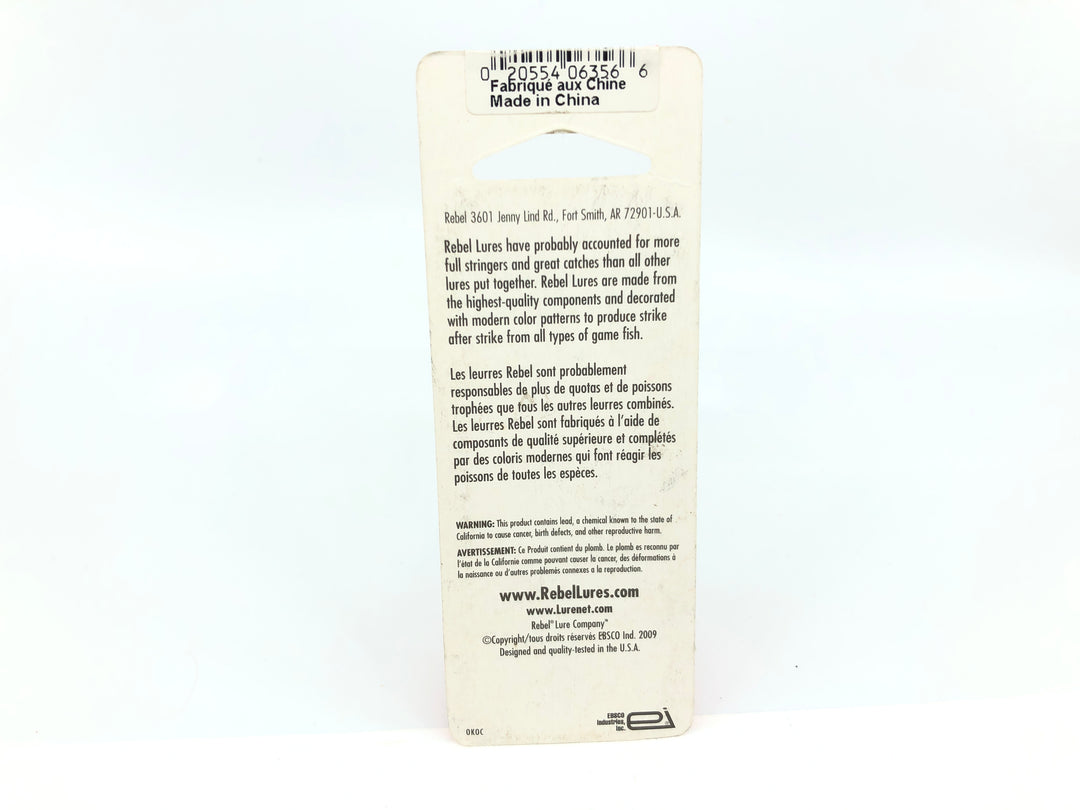 0 20554 06356 6
Fabriqué aux Chine
Made in China
Rebel 3601 Jenny Lind Rd., Fort Smith, AR 72901-U.S.A.
Rebel Lures have probably accounted for more
full stringers and great catches than all other
lures put together. Rebel Lures are made from
the highest-quality components and decorated
with modern color patterns to produce strike
after strike from all types of game fish.
Les leurres Rebel sont probablement
responsables de plus de quotas et de poissons
trophées que tous les autres leurres combinés.
Les leurres Rebel sont fabriqués à l'aide de
composants de qualité supérieure et complétés
par des coloris modernes qui font réagir les
poissons de toutes les espèces.
WARNING: This product contains lead, a chemical known to the state of
California to cause cancer, birth defects, and other reproductive harm.
AVERTISSEMENT: Ce Produit contient du plomb. Le plomb es reconnu par
l'état de la Californie comme pouvant causer la cancer, des déformations à
la naissance ou d'autres problemès connexes a la reproduction.
www.RebelLures.com
www.Lurenet.com
Rebel® Lure Company™
©Copyright/tous droits réservés EBSCO Ind. 2009
Designed and quality-tested in the U.S.A.
EBSCO
Industries,
Inc.
ei
OKOC